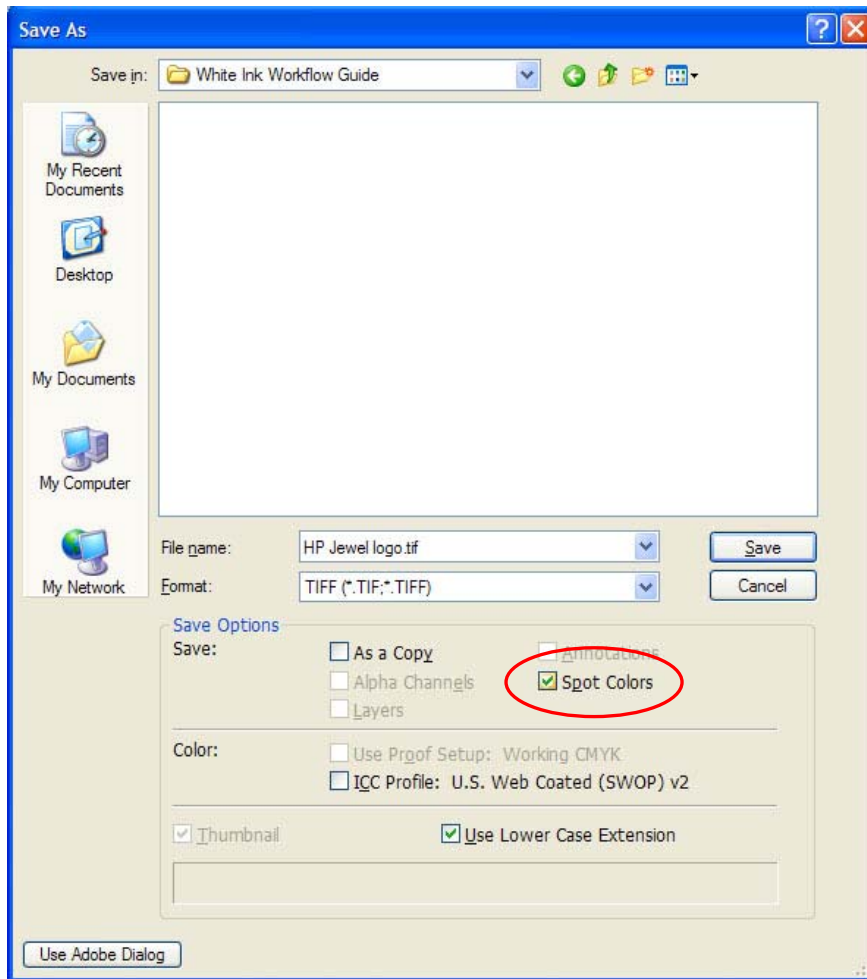 Save As
Save in: White Ink Workflow Guide
My Recent
Documents
Desktop
My Documents
My Computer
My Network
File name: HP Jewel logo.tif Save
Format: TIFF (*.TIF;*.TIFF) Cancel
Save Options
Save: As a Copy Annotations
Alpha Channels Spot Colors
Layers
Color: Use Proof Setup: Working CMYK
ICC Profile: U.S. Web Coated (SWOP) v2
Thumbnail Use Lower Case Extension
Use Adobe Dialog